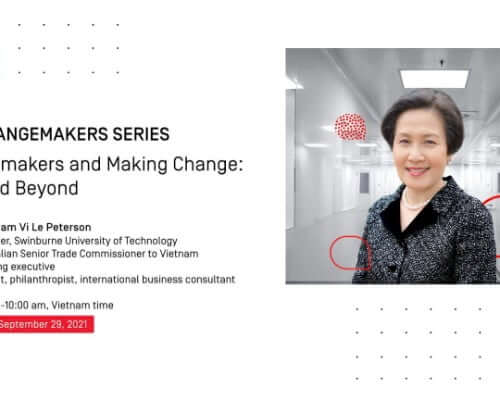 ANGEMAKERS SERIES
makers and Making Change:
d Beyond
am Vi Le Peterson
er, Swinburne University of Technology
lian Senior Trade Commissioner to Vietnam
ng executive
t, philanthropist, international business consultant
-10:00 am, Vietnam time
September 29, 2021